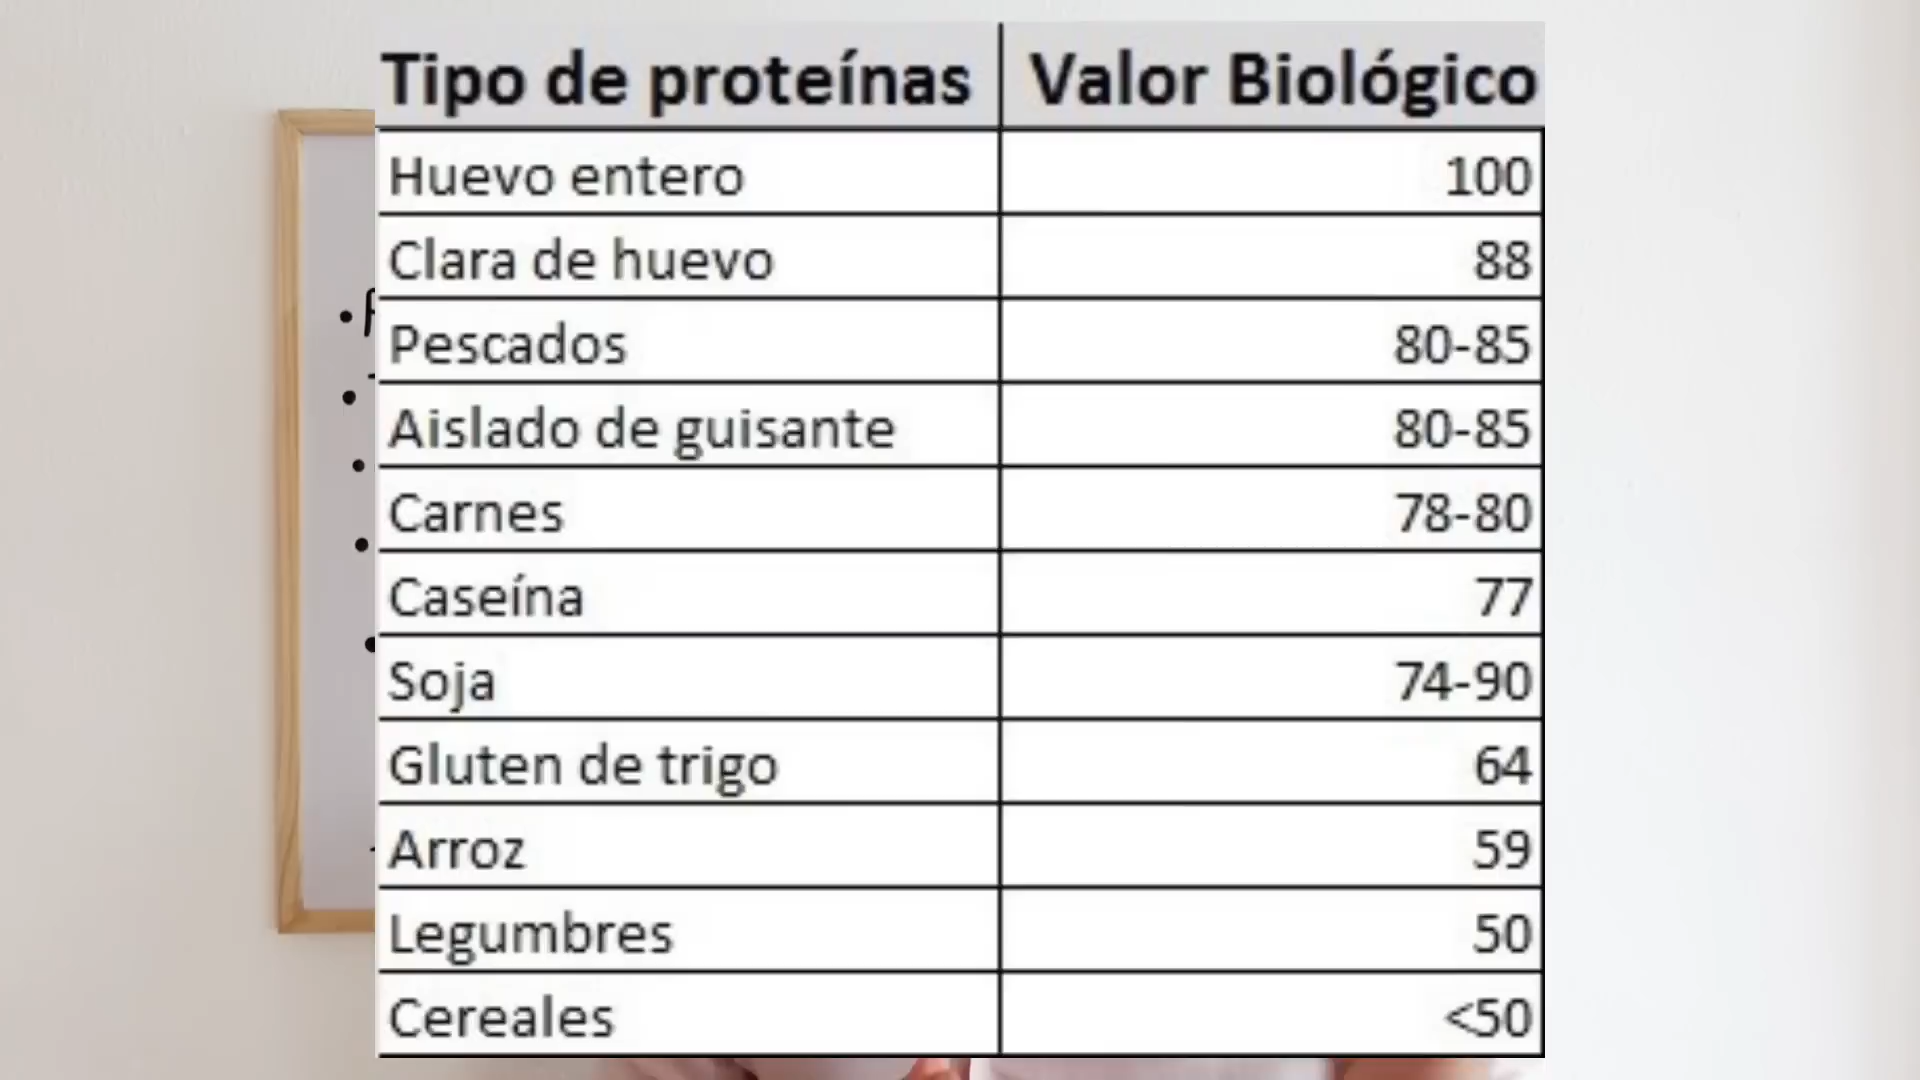 Tipo de proteínas Valor Biológico
Huevo entero 100
Clara de huevo 88
Pescados 80-85
Aislado de guisante 80-85
Carnes 78-80
Caseína 77
Soja 74-90
Gluten de trigo 64
Arroz 59
Legumbres 50
Cereales <50